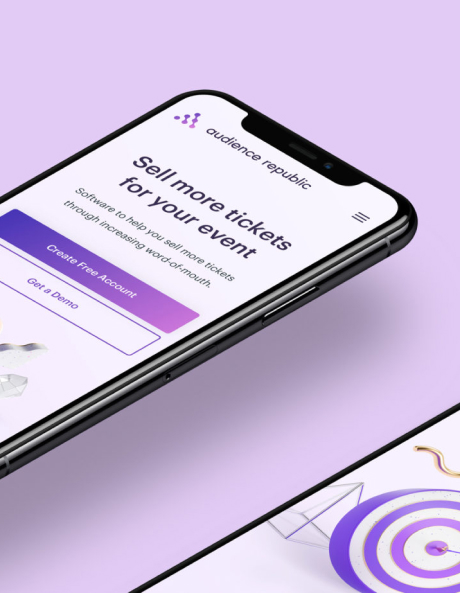 audience republic
Sell more tickets
for your event
Software to help you sell more tickets
through increasing word-of-mouth.
Create Free Account
Get a Demo